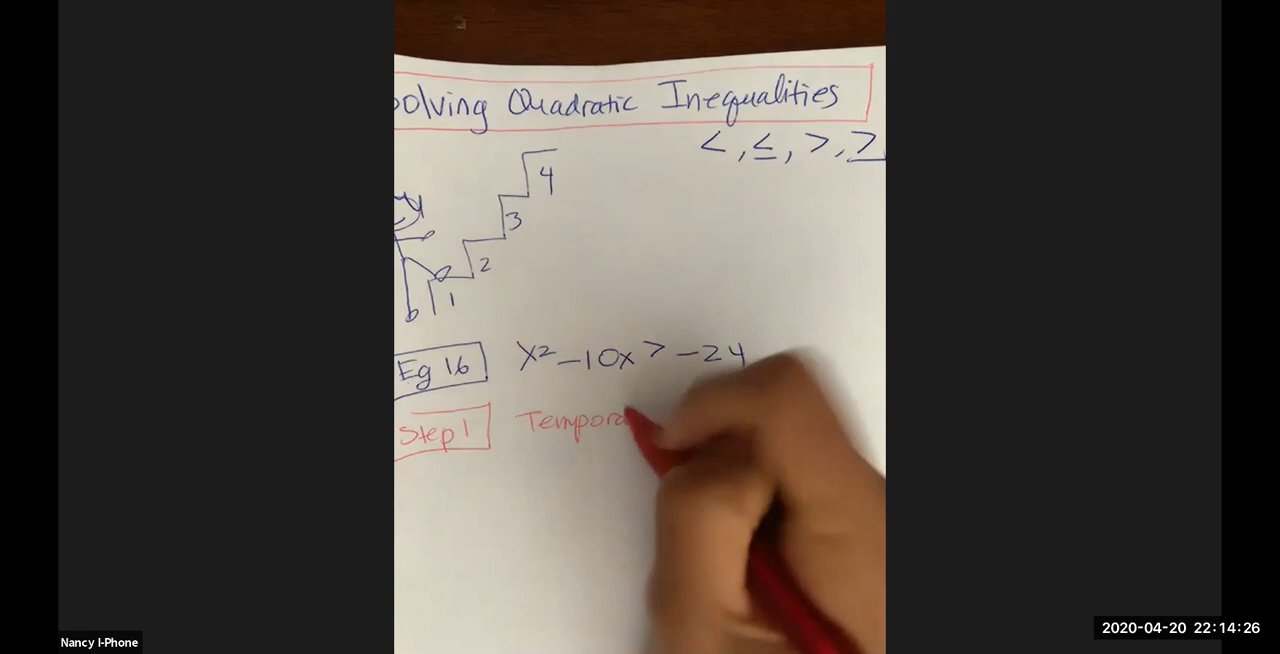 Solving Quadratic Inequalities
<, ≤, >, ≥
4
3
2
1
Eg 16 x² - 10x > -24
Step 1 Tempora
Nancy I-Phone
2020-04-20 22:14:26